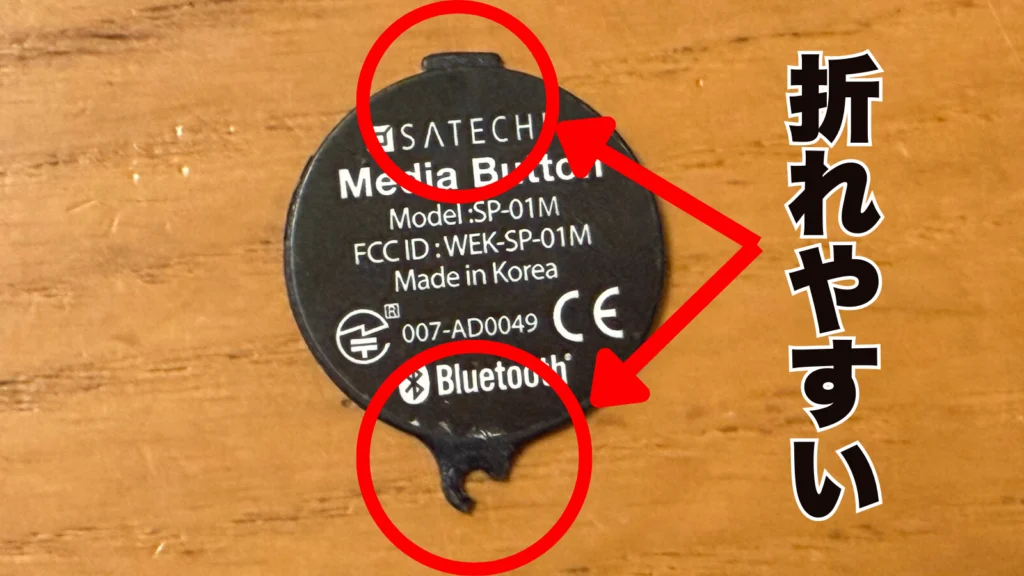 SATECHI
Media Button
Model :SP-01M
FCC ID : WEK-SP-01M
Made in Korea
R 007-AD0049 CE
Bluetooth®
折れやすい